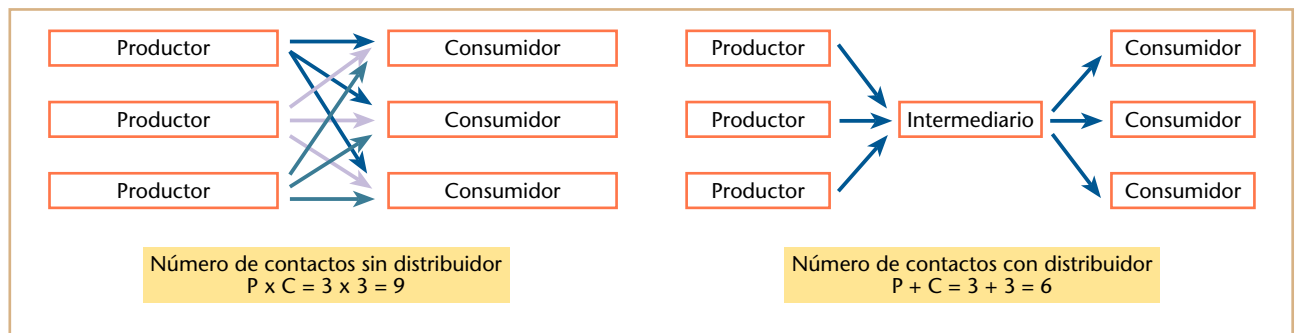 Productor
Consumidor
Productor
Consumidor
Productor
Consumidor
Número de contactos sin distribuidor
P x C = 3 x 3 = 9
Productor
Consumidor
Productor
Intermediario
Consumidor
Productor
Consumidor
Número de contactos con distribuidor
P + C = 3 + 3 = 6